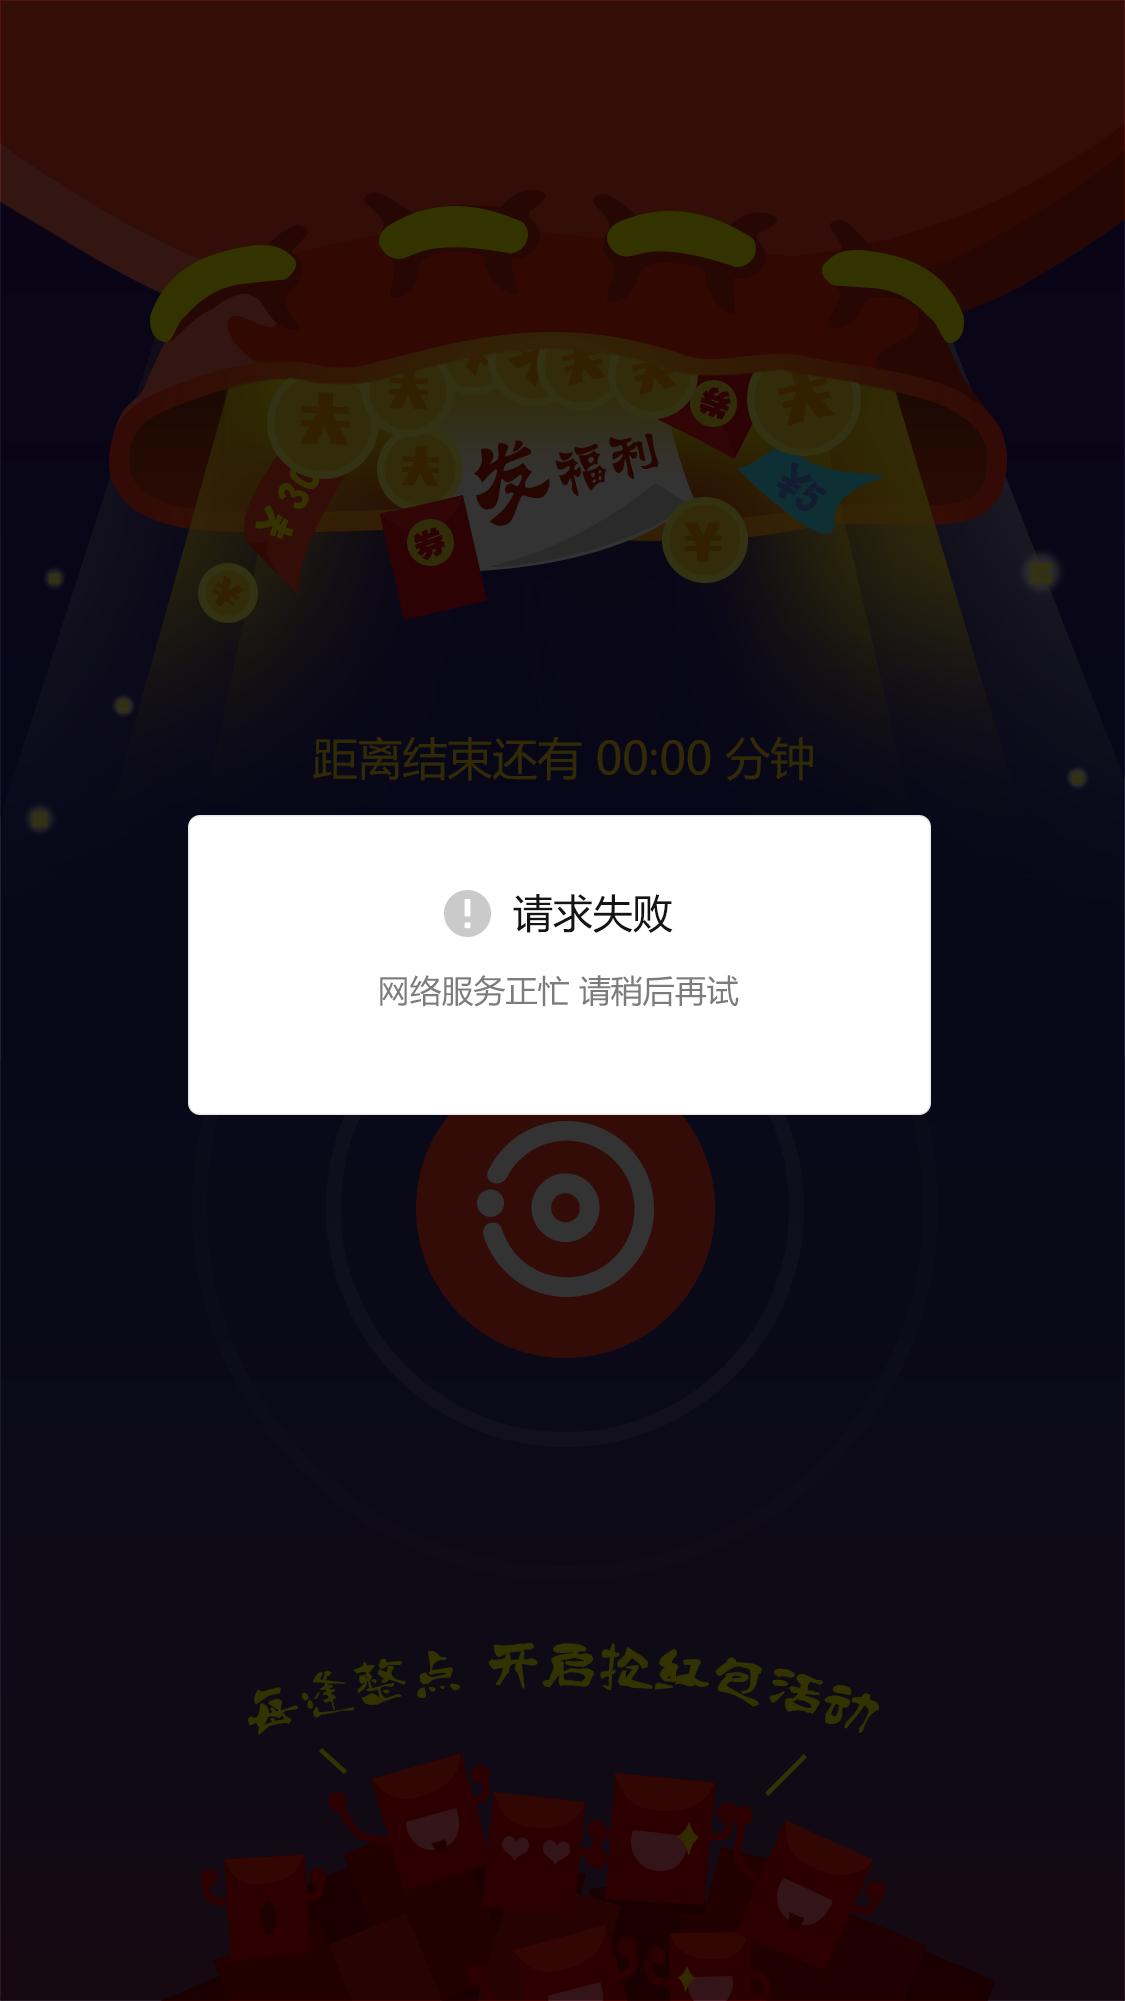 券
¥30
发福利
¥5
券
¥
¥
距离结束还有 00:00 分钟
请求失败
网络服务正忙 请稍后再试
每逢整点 开启抢红包活动